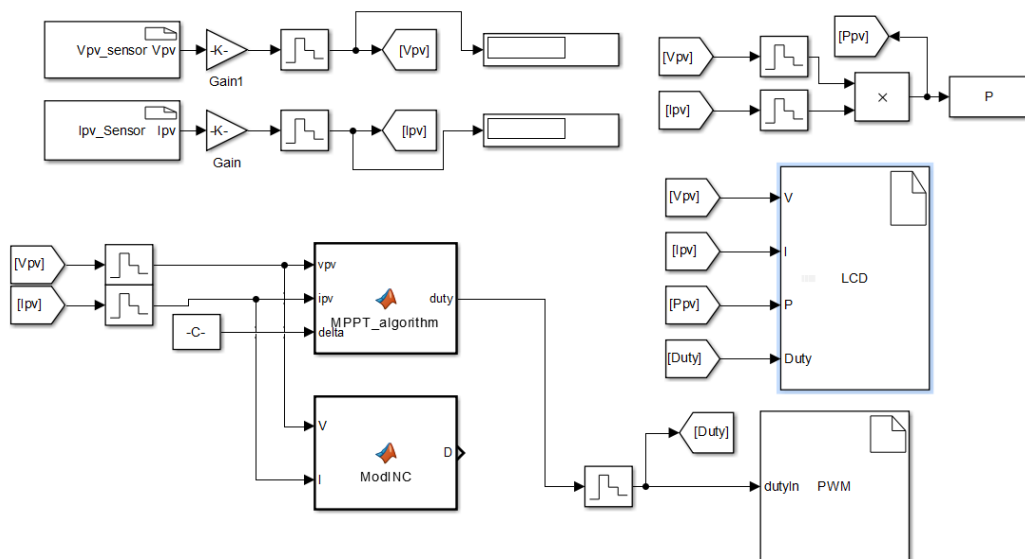 Vpv_sensor Vpv
-K-
Gain1
[Vpv]
Ipv_Sensor Ipv
-K-
Gain
[Ipv]
[Ppv]
[Vpv]
[Ipv]
×
P
[Vpv]
V
[Ipv]
I
LCD
[Ppv]
P
[Duty]
Duty
[Vpv]
[Ipv]
-C-
vpv
ipv
delta
duty
MPPT_algorithm
V
I
D
ModINC
[Duty]
dutyIn
PWM